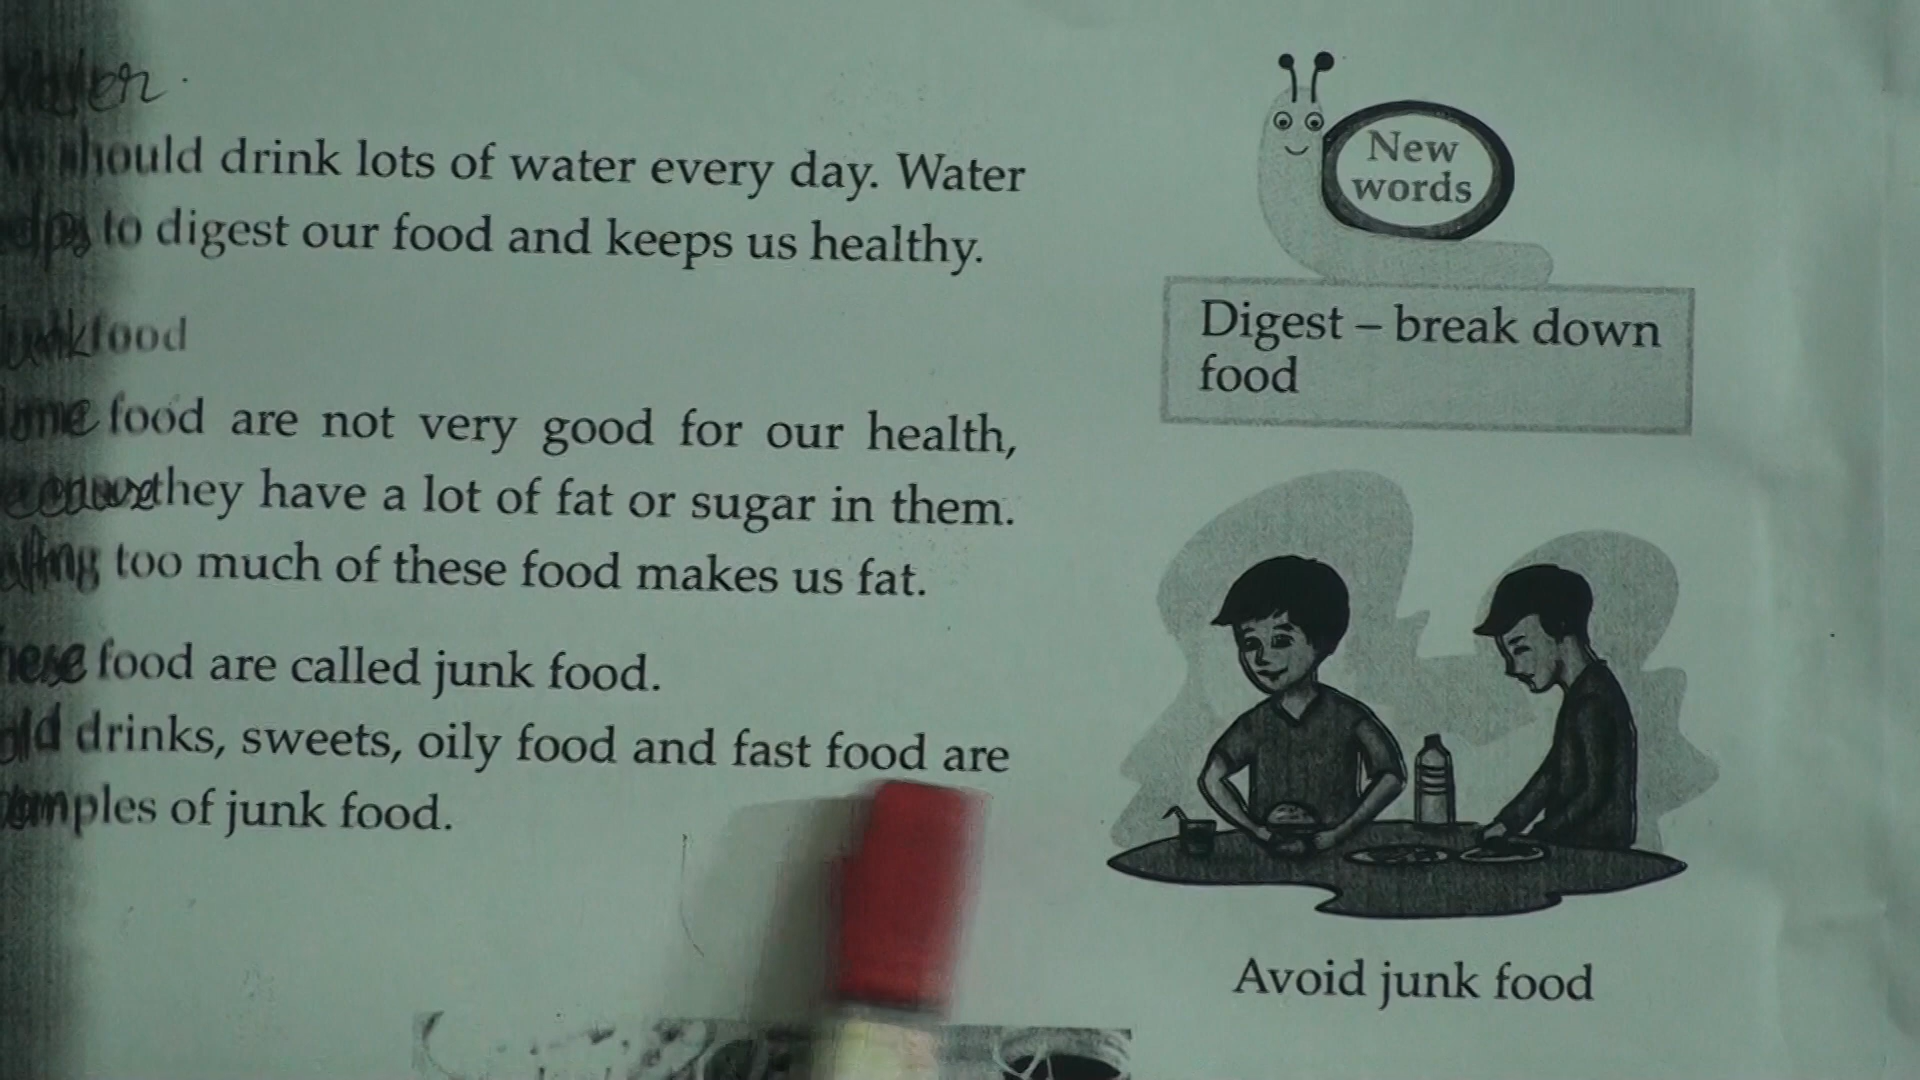 should drink lots of water every day. Water
to digest our food and keeps us healthy.
food
food are not very good for our health,
they have a lot of fat or sugar in them.
too much of these food makes us fat.
food are called junk food.
drinks, sweets, oily food and fast food are
of junk food.
New
words
Digest – break down
food
Avoid junk food